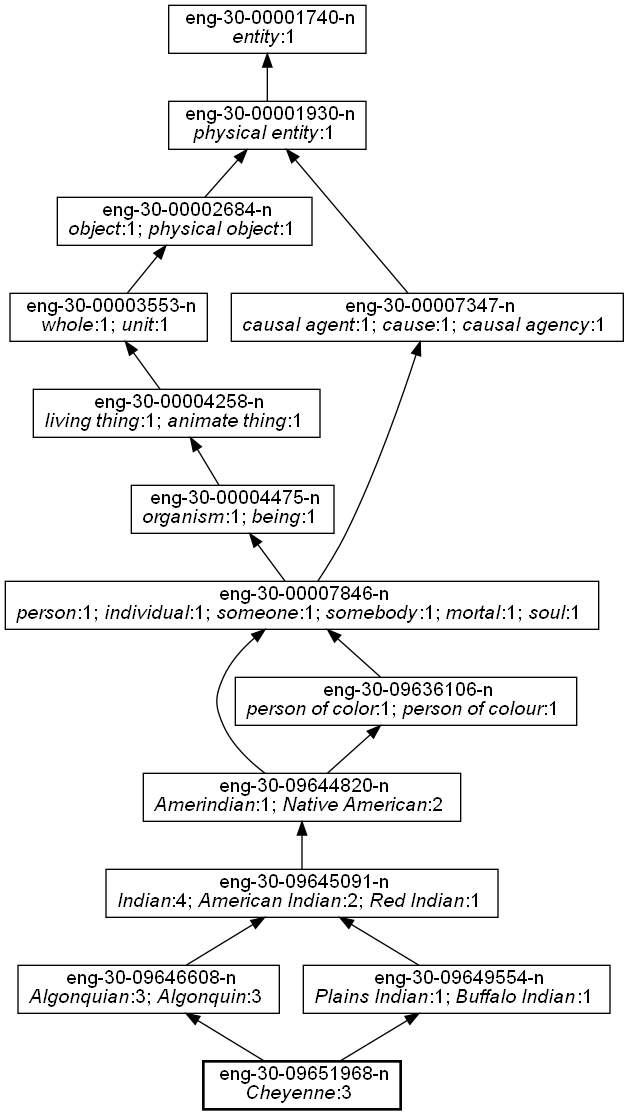 eng-30-00001740-n
entity:1
eng-30-00001930-n
physical entity:1
eng-30-00002684-n
object:1; physical object:1
eng-30-00003553-n
whole:1; unit:1
eng-30-00007347-n
causal agent:1; cause:1; causal agency:1
eng-30-00004258-n
living thing:1; animate thing:1
eng-30-00004475-n
organism:1; being:1
eng-30-00007846-n
person:1; individual:1; someone:1; somebody:1; mortal:1; soul:1
eng-30-09636106-n
person of color:1; person of colour:1
eng-30-09644820-n
Amerindian:1; Native American:2
eng-30-09645091-n
Indian:4; American Indian:2; Red Indian:1
eng-30-09646608-n
Algonquian:3; Algonquin:3
eng-30-09649554-n
Plains Indian:1; Buffalo Indian:1
eng-30-09651968-n
Cheyenne:3